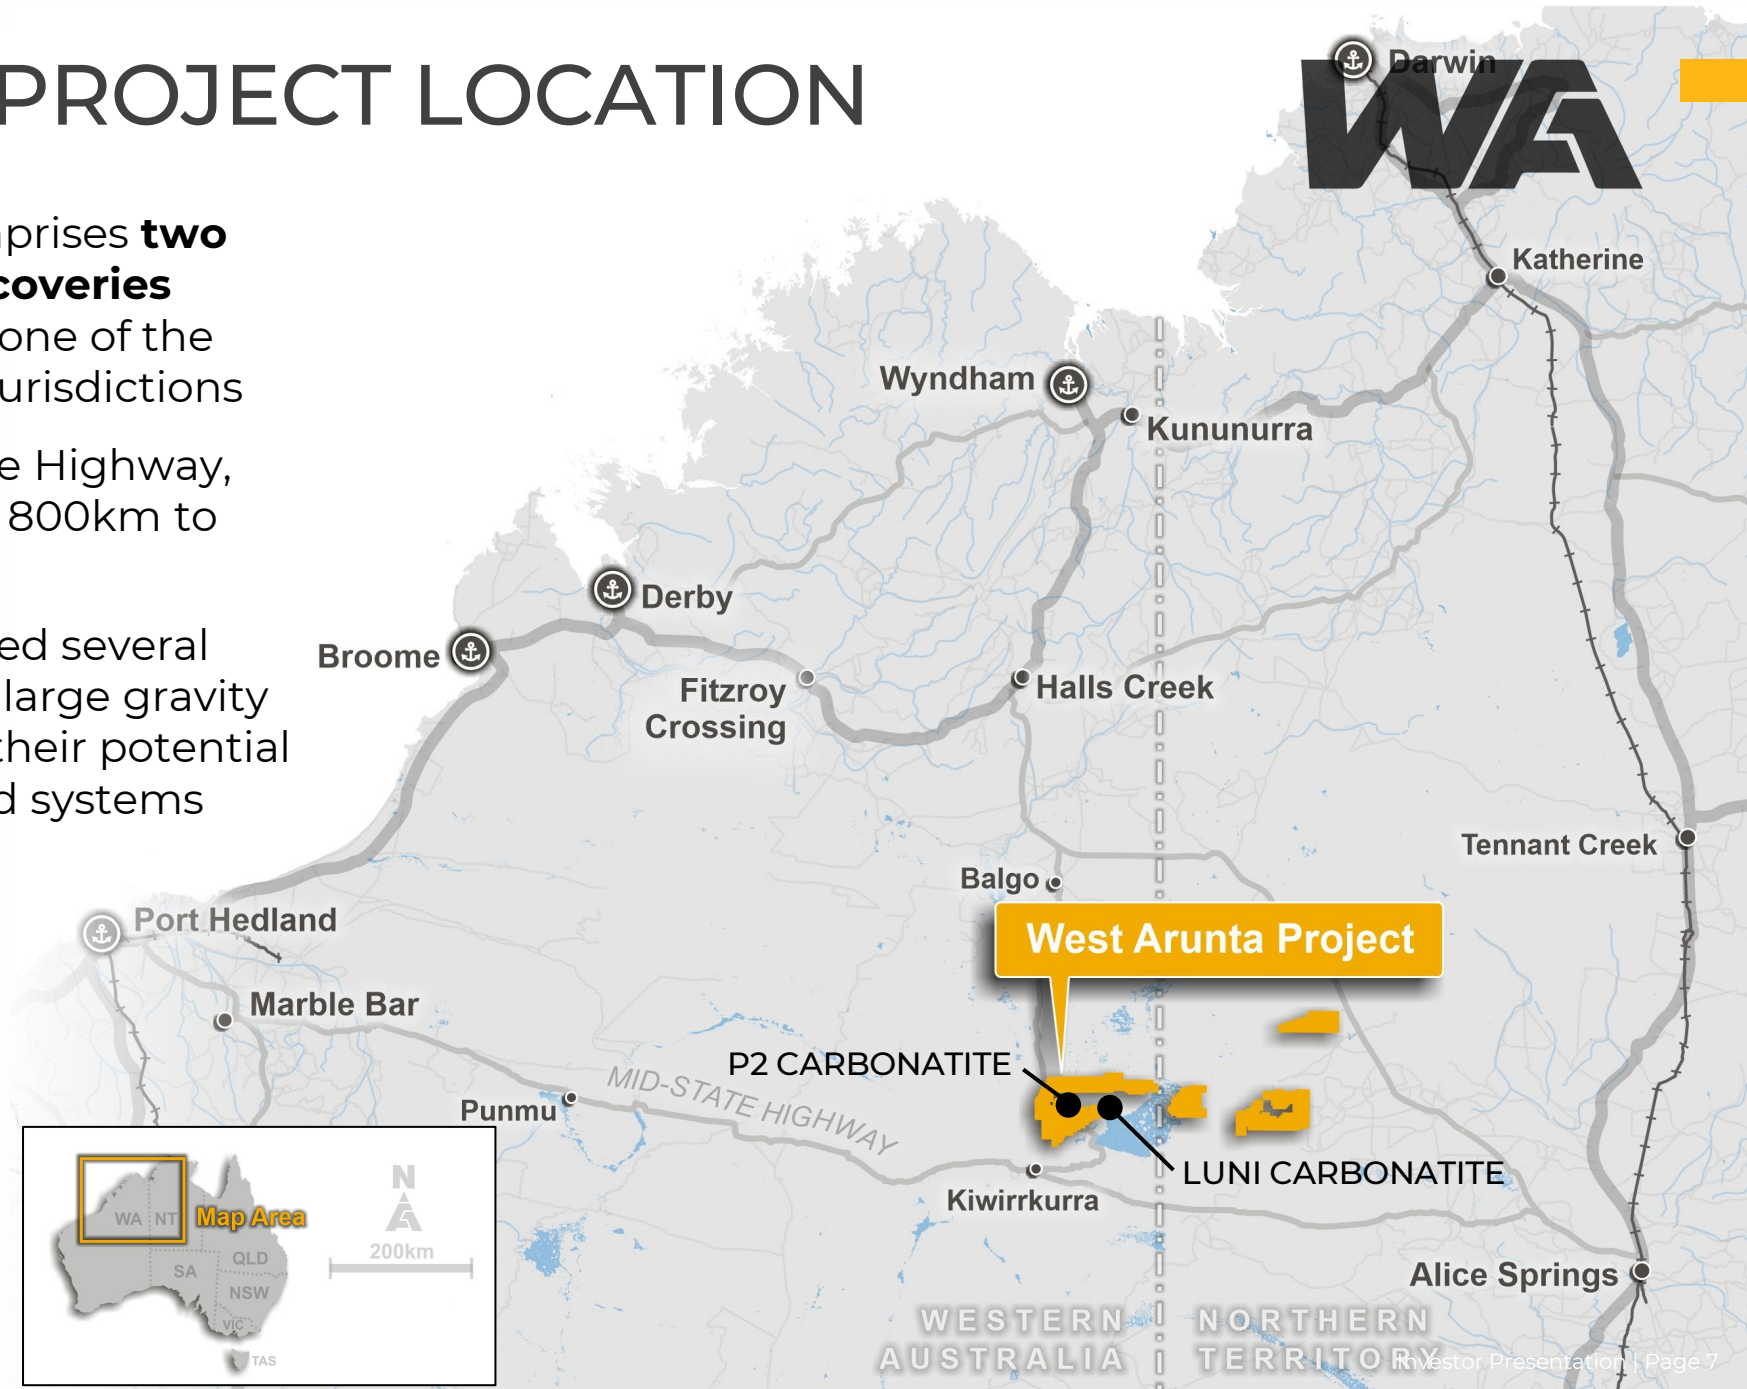 PROJECT LOCATION
WA
prises two
coveries
one of the
urisdictions
e Highway,
800km to
ed several
large gravity
their potential
d systems
Darwin
Katherine
Wyndham
Kununurra
Derby
Broome
Fitzroy
Crossing
Halls Creek
Tennant Creek
Balgo
Port Hedland
West Arunta Project
Marble Bar
P2 CARBONATITE
MID-STATE HIGHWAY
Punmu
LUNI CARBONATITE
Kiwirrkurra
Alice Springs
WESTERN
AUSTRALIA
NORTHERN
TERRITORY
WA
NT
Map Area
SA
QLD
NSW
VIC
TAS
N
200km
Investor Presentation | Page 7